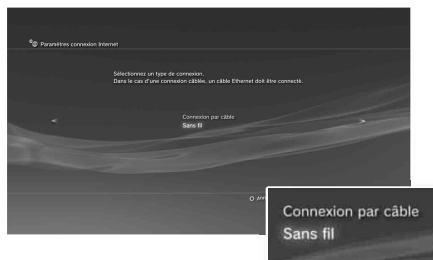 Paramètres connexion Internet
Sélectionnez un type de connexion.
Dans le cas d'une connexion câblée, un câble Ethernet doit être connecté.
Connexion par câble
Sans fil
Connexion par câble
Sans fil